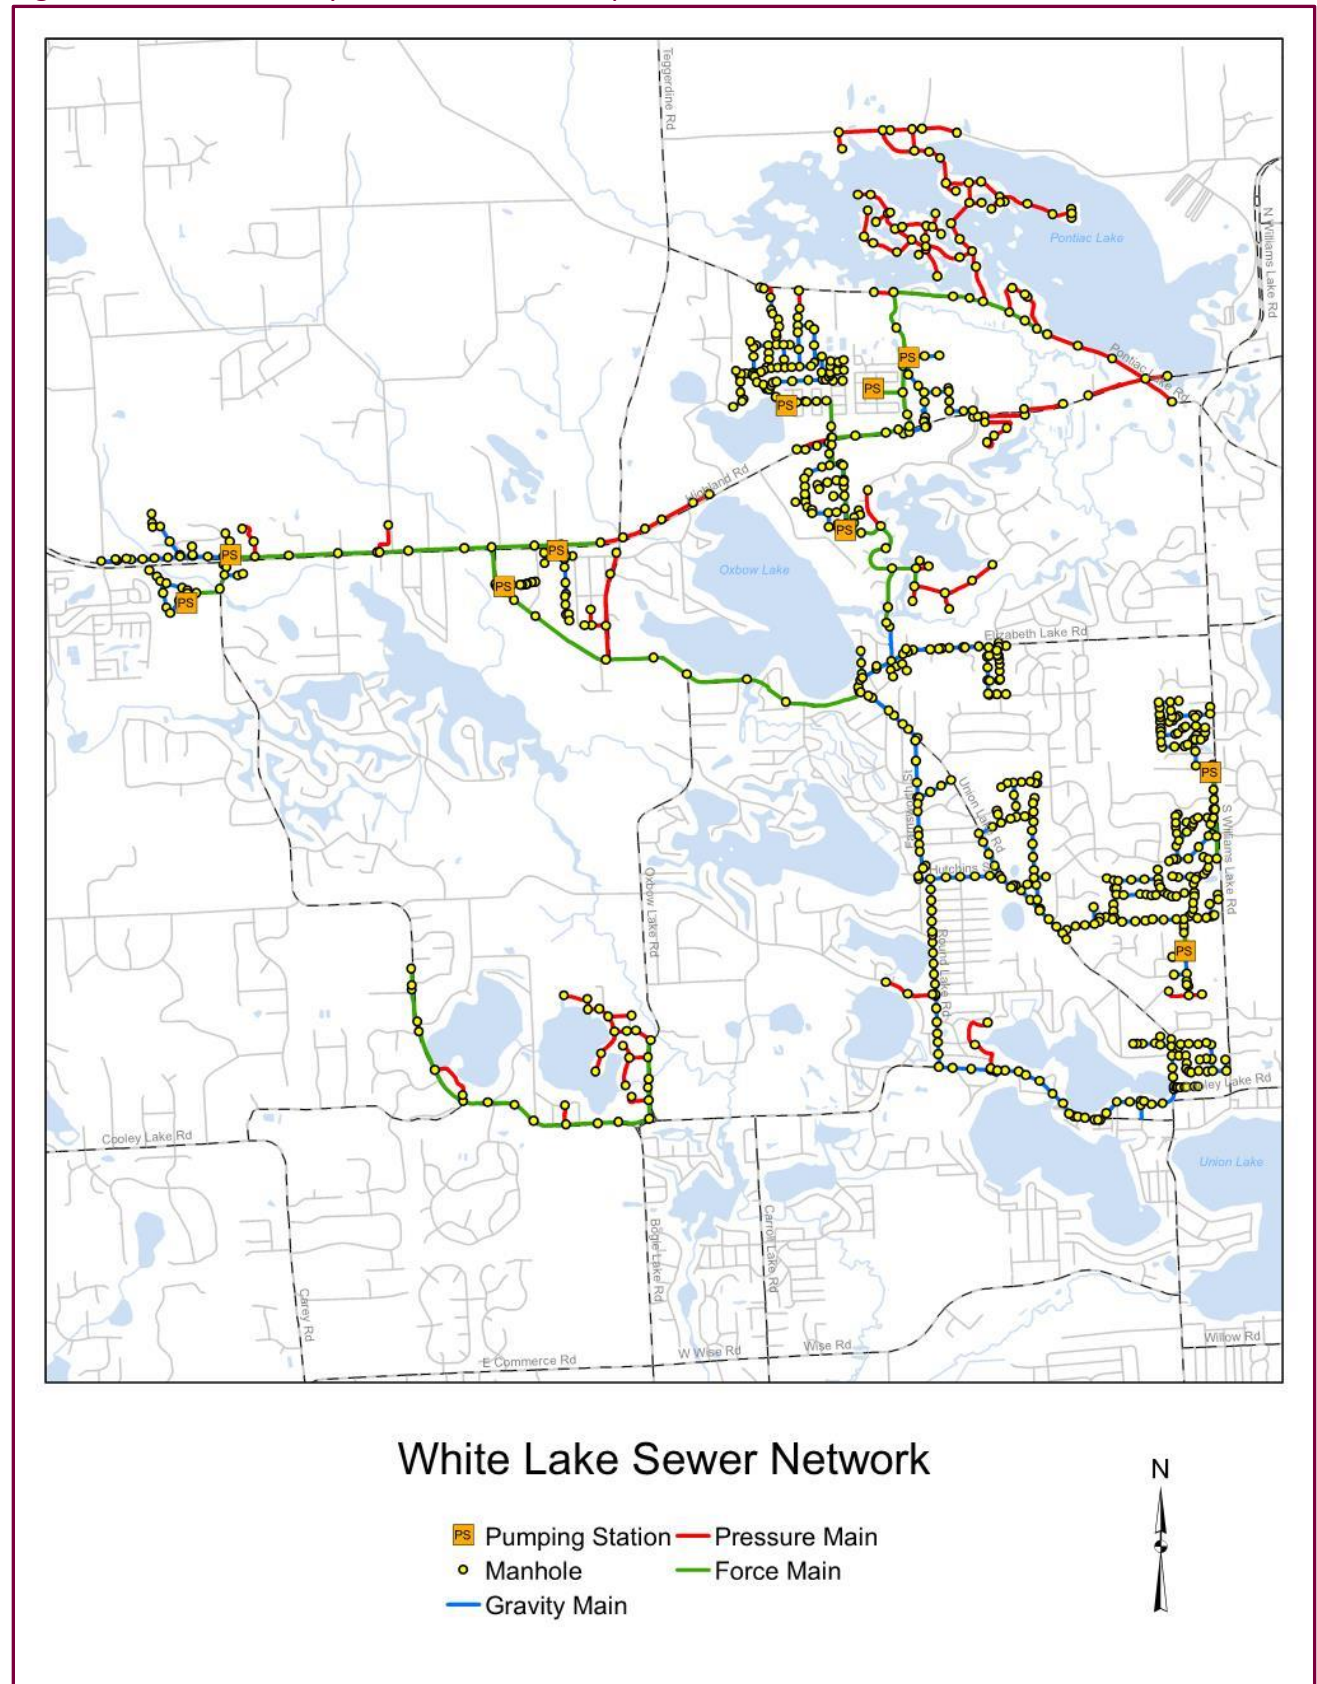 Teggerdine Rd
N Williams Lake Rd
Pontiac Lake
Pontiac Lake Rd
PS
PS
PS
Highland Rd
PS
PS
PS
PS
PS
Oxbow Lake
Elizabeth Lake Rd
PS
Farnsworth St
Union Lake Rd
S Williams Lake Rd
Hutchins S
Oxbow Lake Rd
Round Lake Rd
PS
oley Lake Rd
Cooley Lake Rd
Union Lake
Bogie Lake Rd
Carroll Lake Rd
Carey Rd
Willow Rd
E Commerce Rd
W Wise Rd
Wise Rd
White Lake Sewer Network
N
PS Pumping Station
Pressure Main
Manhole
Force Main
Gravity Main